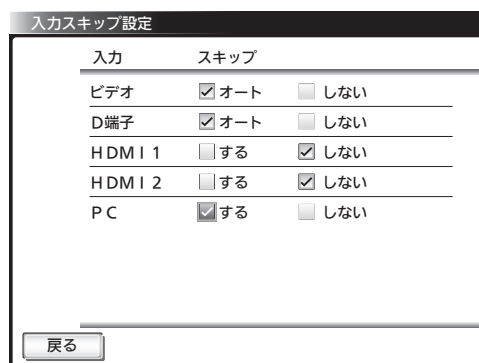 入力スキップ設定
入力 スキップ
ビデオ オート しない
D端子 オート しない
HDMI1 する しない
HDMI2 する しない
PC する しない
戻る